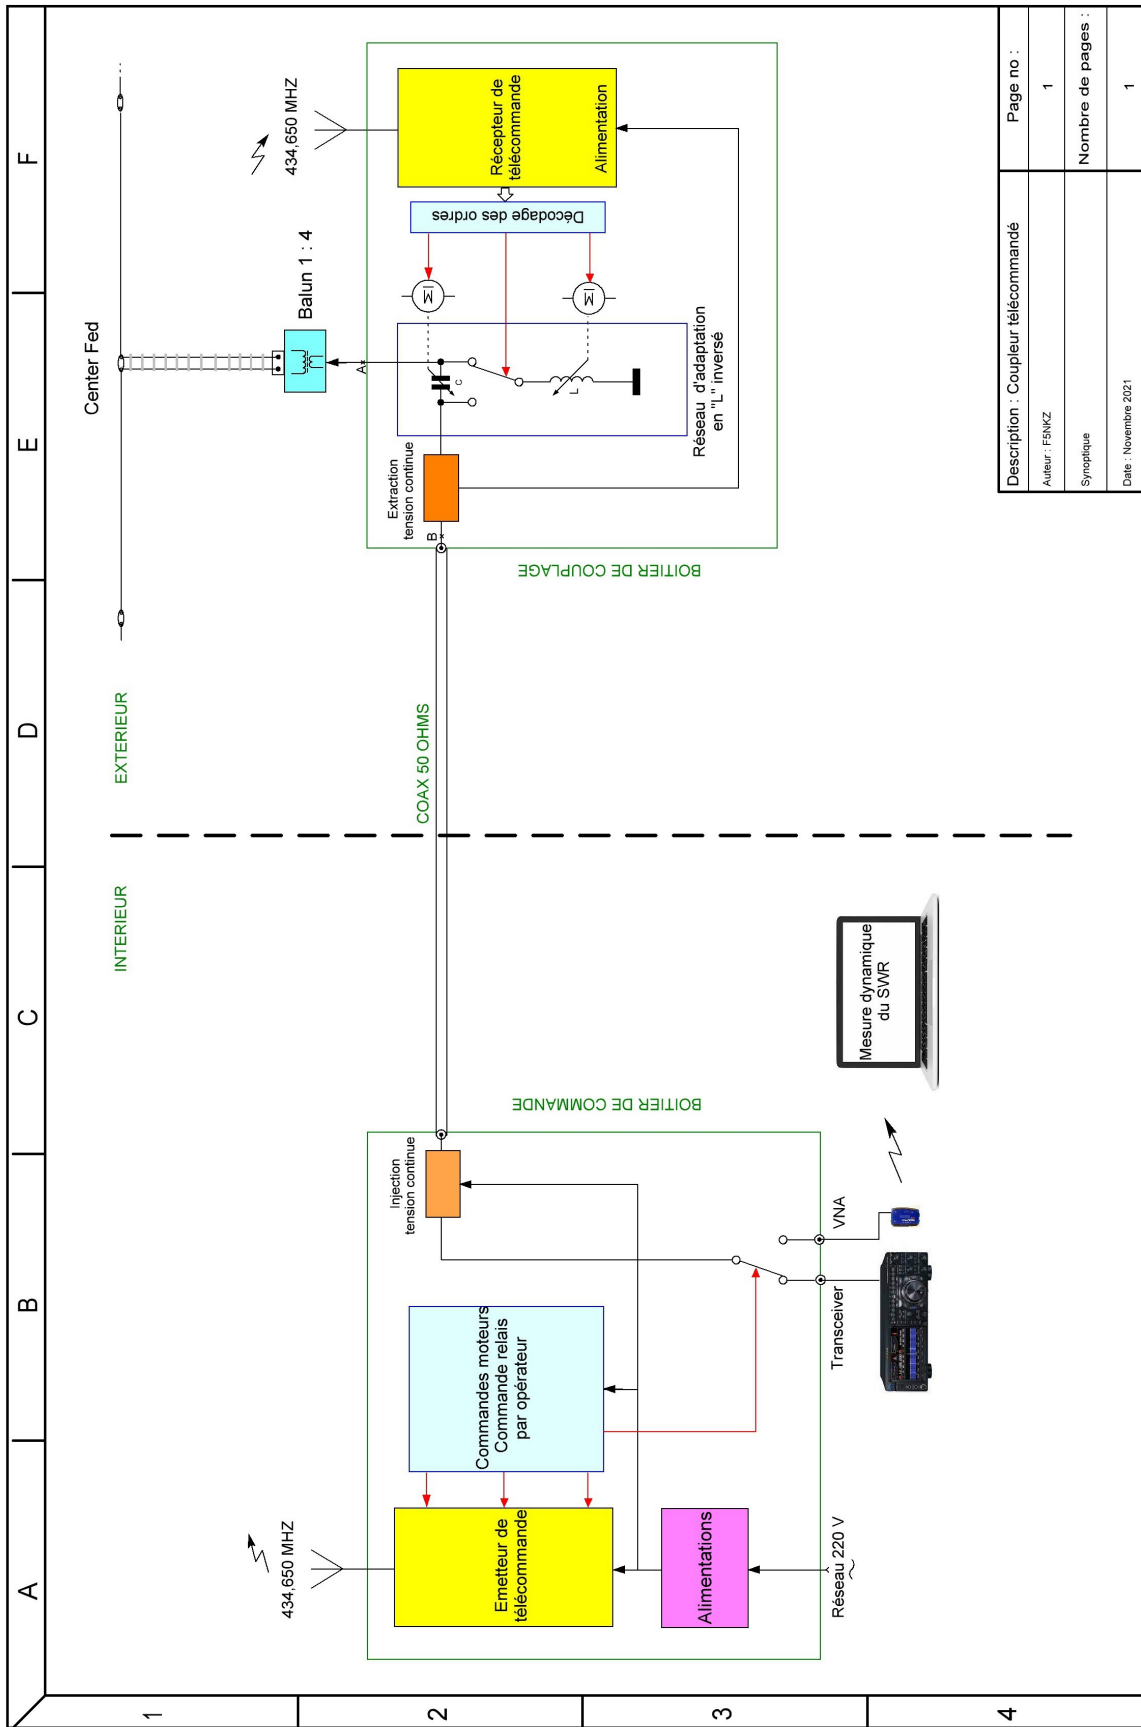 A
B
C
D
E
F
1
2
3
4
INTERIEUR
EXTERIEUR
Center Fed
Balun 1 : 4
434,650 MHZ
434,650 MHZ
Emetteur de
télécommande
Commandes moteurs
Commande relais
par opérateur
Injection
tension continue
Alimentations
Réseau 220 V
Transceiver
VNA
BOITIER DE COMMANDE
Mesure dynamique
du SWR
COAX 50 OHMS
BOITIER DE COUPLAGE
B
Extraction
tension continue
A
C
L
Réseau d'adaptation
en "L" inversé
M
M
Décodage des ordres
Récepteur de
télécommande
Alimentation
Description : Coupleur télécommandé
Auteur : F5NKZ
Synoptique
Date : Novembre 2021
Page no :
1
Nombre de pages :
1